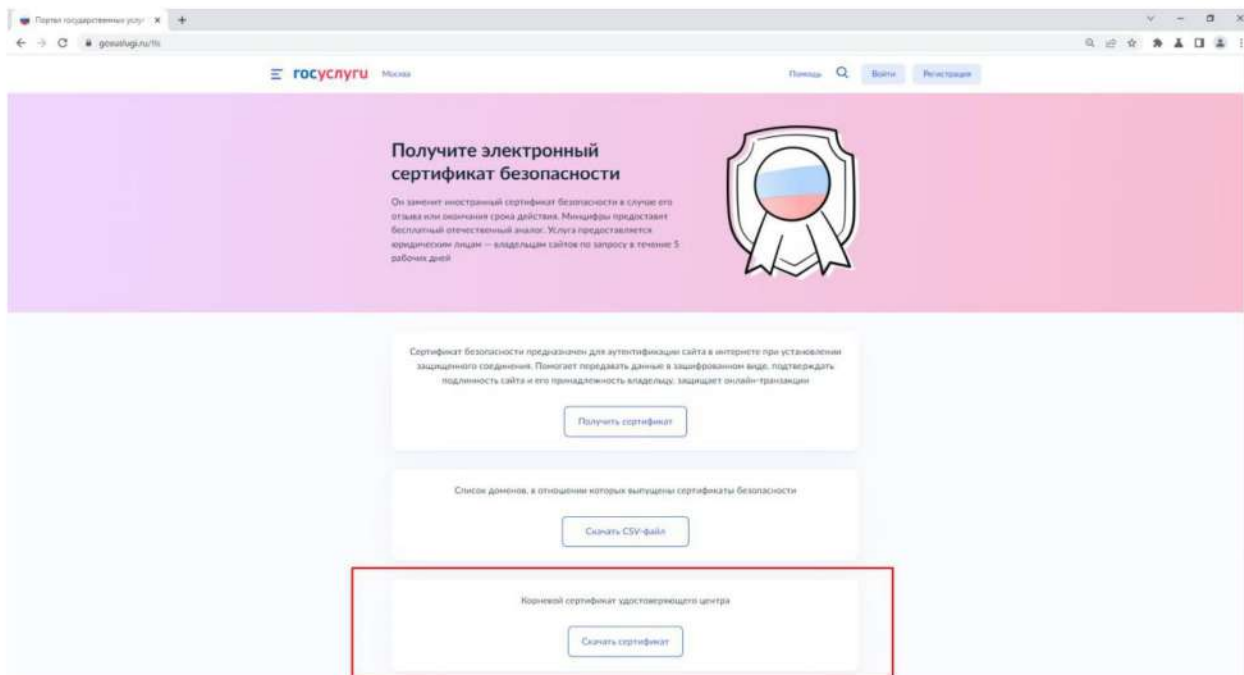 Портал государственных услуг
gosuslugi.ru/tls
госуслуги Москва Помощь Войти Регистрация
Получите электронный
сертификат безопасности
Он заменит иностранный сертификат безопасности в случае его
отзыва или окончания срока действия. Минцифры предоставит
бесплатный отечественный аналог. Услуга предоставляется
юридическим лицам — владельцам сайтов по запросу в течение 5
рабочих дней
Сертификат безопасности предназначен для аутентификации сайта в интернете при установлении
защищенного соединения. Помогает передавать данные в зашифрованном виде, подтверждать
подлинность сайта и его принадлежность владельцу, защищает онлайн-транзакции
Получить сертификат
Список доменов, в отношении которых выпущены сертификаты безопасности
Скачать CSV-файл
Корневой сертификат удостоверяющего центра
Скачать сертификат